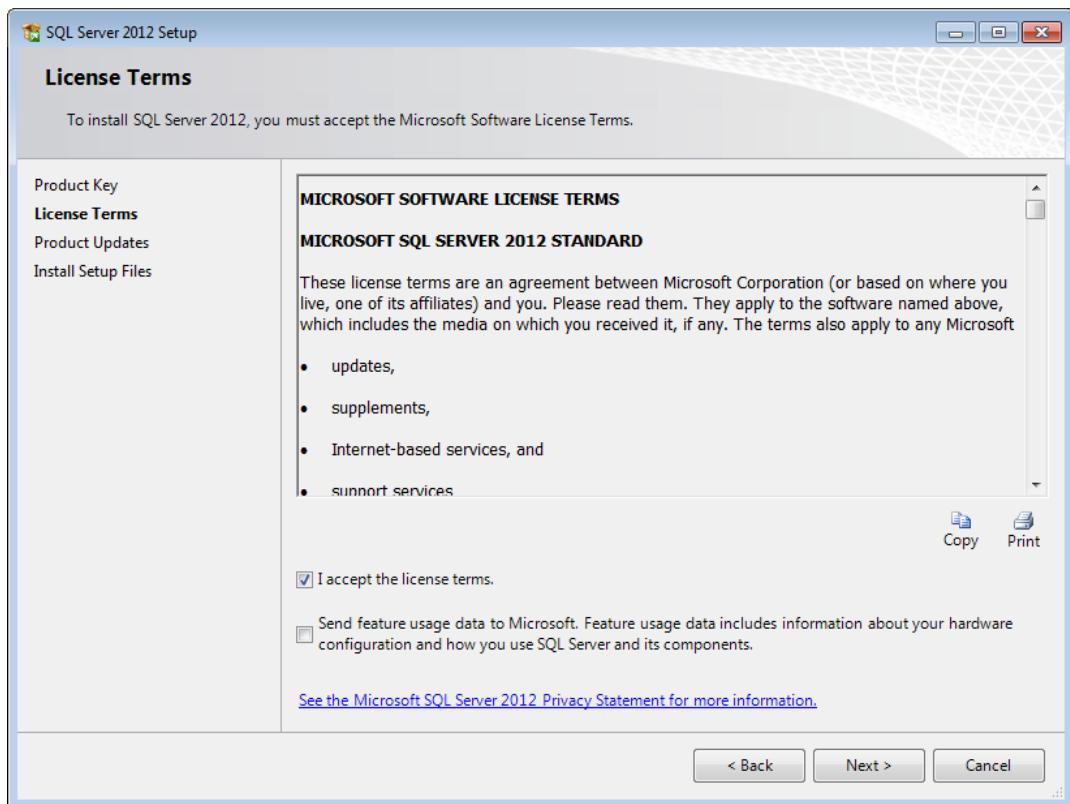 SQL Server 2012 Setup
License Terms
To install SQL Server 2012, you must accept the Microsoft Software License Terms.
Product Key
License Terms
Product Updates
Install Setup Files
MICROSOFT SOFTWARE LICENSE TERMS
MICROSOFT SQL SERVER 2012 STANDARD
These license terms are an agreement between Microsoft Corporation (or based on where you
live, one of its affiliates) and you. Please read them. They apply to the software named above,
which includes the media on which you received it, if any. The terms also apply to any Microsoft
• updates,
• supplements,
• Internet-based services, and
• support services
Copy
Print
I accept the license terms.
Send feature usage data to Microsoft. Feature usage data includes information about your hardware
configuration and how you use SQL Server and its components.
See the Microsoft SQL Server 2012 Privacy Statement for more information.
< Back
Next >
Cancel